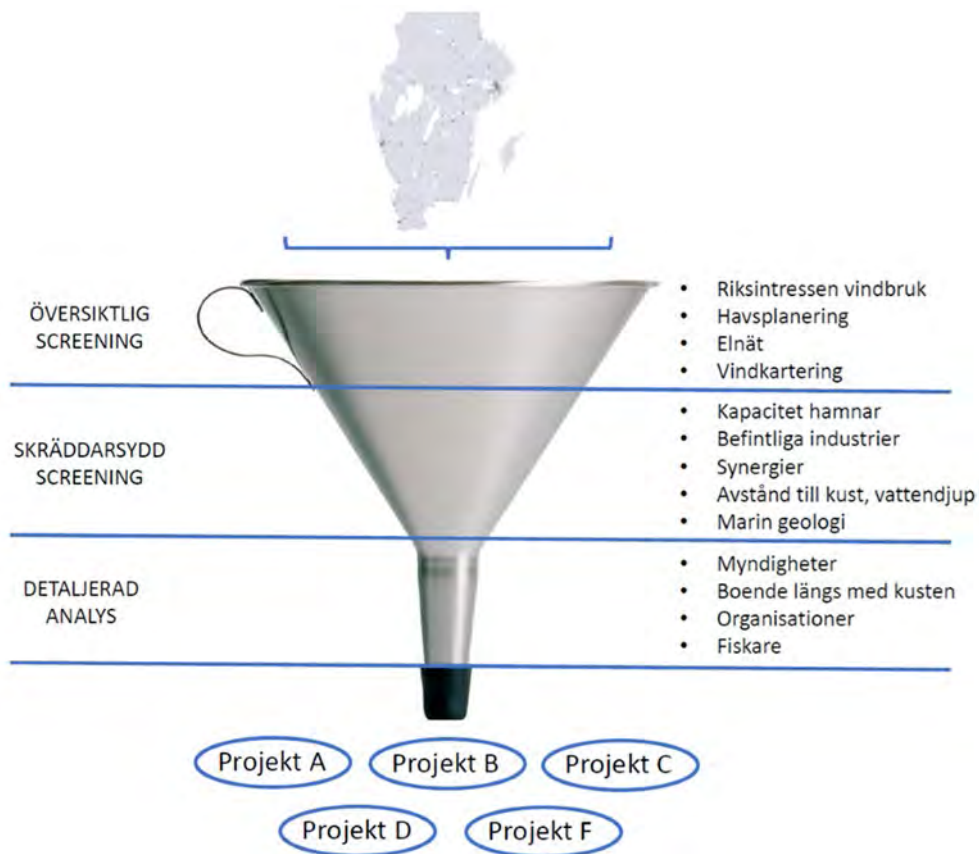 ÖVERSIKTLIG
SCREENING
• Riksintressen vindbruk
• Havsplanering
• Elnät
• Vindkartering
SKRÄDDARSYDD
SCREENING
• Kapacitet hamnar
• Befintliga industrier
• Synergier
• Avstånd till kust, vattendjup
• Marin geologi
DETALJERAD
ANALYS
• Myndigheter
• Boende längs med kusten
• Organisationer
• Fiskare
Projekt A
Projekt B
Projekt C
Projekt D
Projekt F